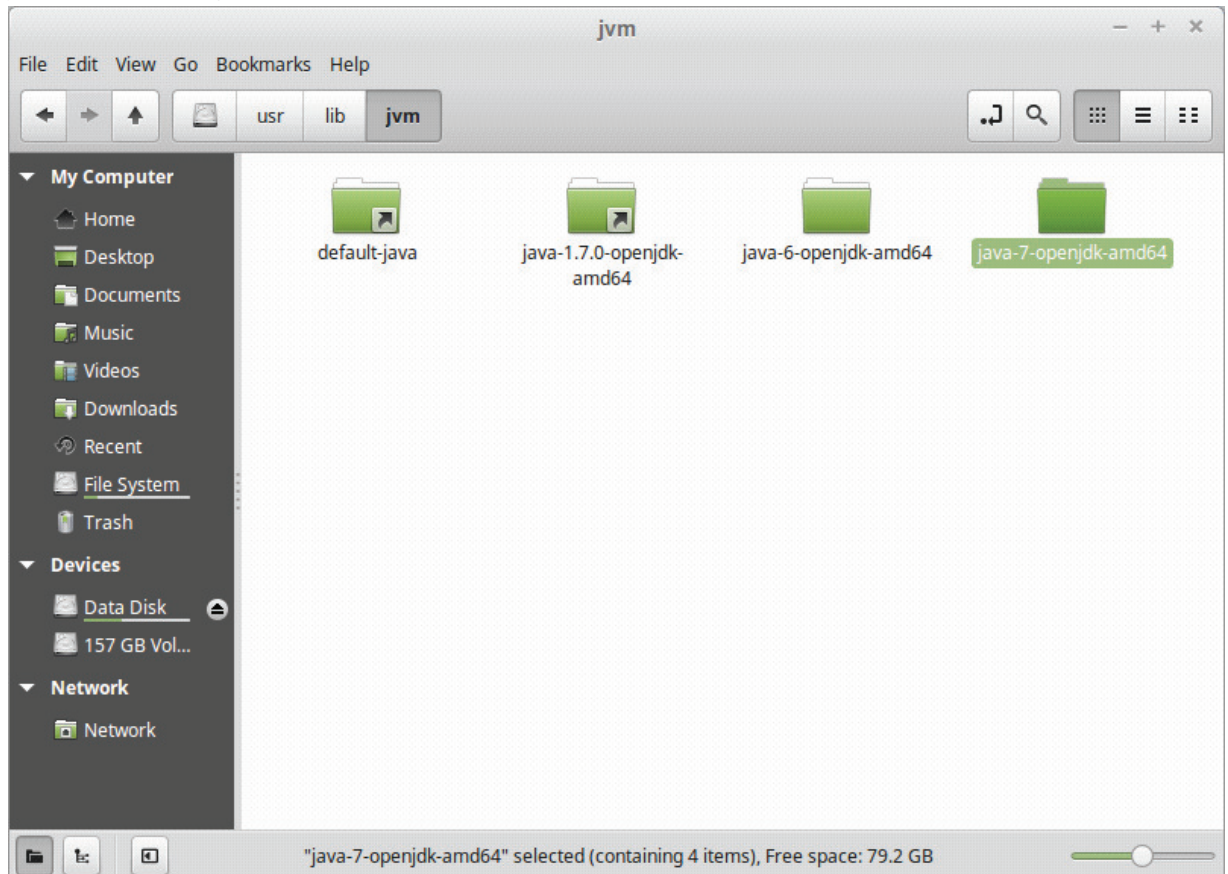 jvm
File Edit View Go Bookmarks Help
usr lib jvm
My Computer
Home
Desktop
Documents
Music
Videos
Downloads
Recent
File System
Trash
Devices
Data Disk
157 GB Vol...
Network
Network
default-java
java-1.7.0-openjdk-
amd64
java-6-openjdk-amd64
java-7-openjdk-amd64
"java-7-openjdk-amd64" selected (containing 4 items), Free space: 79.2 GB